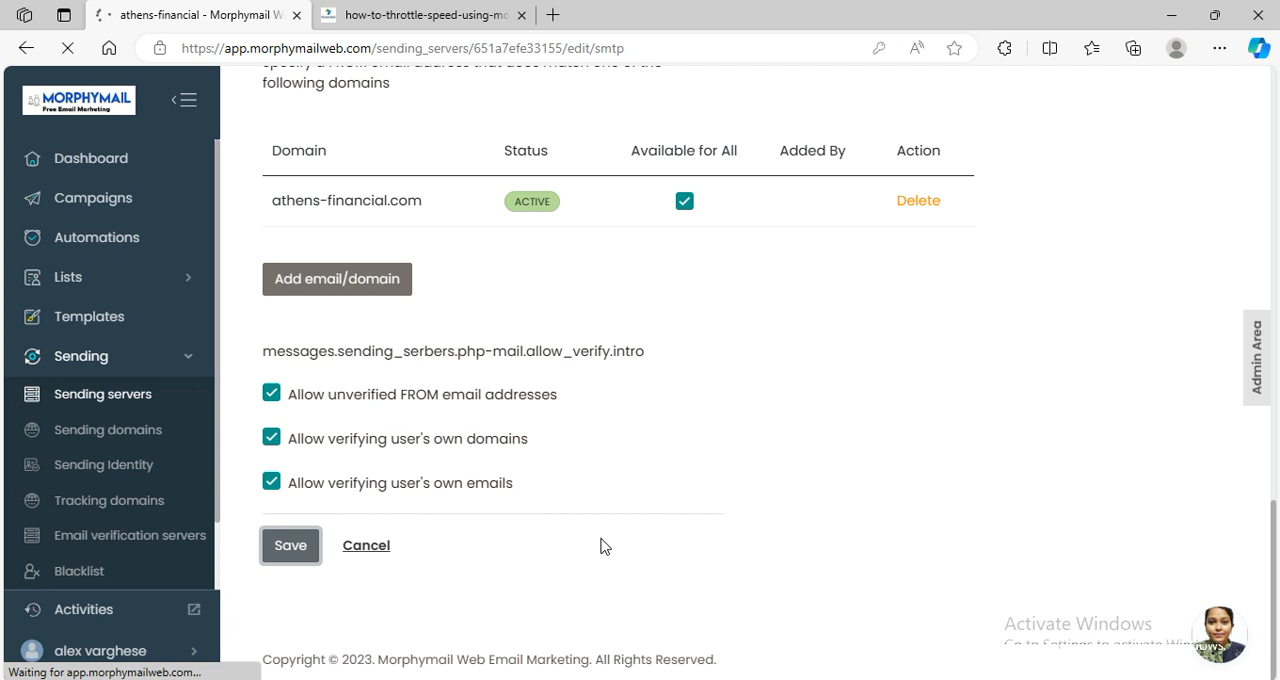 athens-financial - Morphymail W
how-to-throttle-speed-using-mo
https://app.morphymailweb.com/sending_servers/651a7efe33155/edit/smtp
following domains
MORPHYMAIL
Free Email Marketing
Dashboard
Campaigns
Automations
Lists
Templates
Sending
Sending servers
Sending domains
Sending Identity
Tracking domains
Email verification servers
Blacklist
Activities
alex varghese
Waiting for app.morphymailweb.com...
Domain Status Available for All Added By Action
athens-financial.com ACTIVE Delete
Add email/domain
messages.sending_serbers.php-mail.allow_verify.intro
Allow unverified FROM email addresses
Allow verifying user's own domains
Allow verifying user's own emails
Save Cancel
Admin Area
Activate Windows
Copyright © 2023. Morphymail Web Email Marketing. All Rights Reserved.